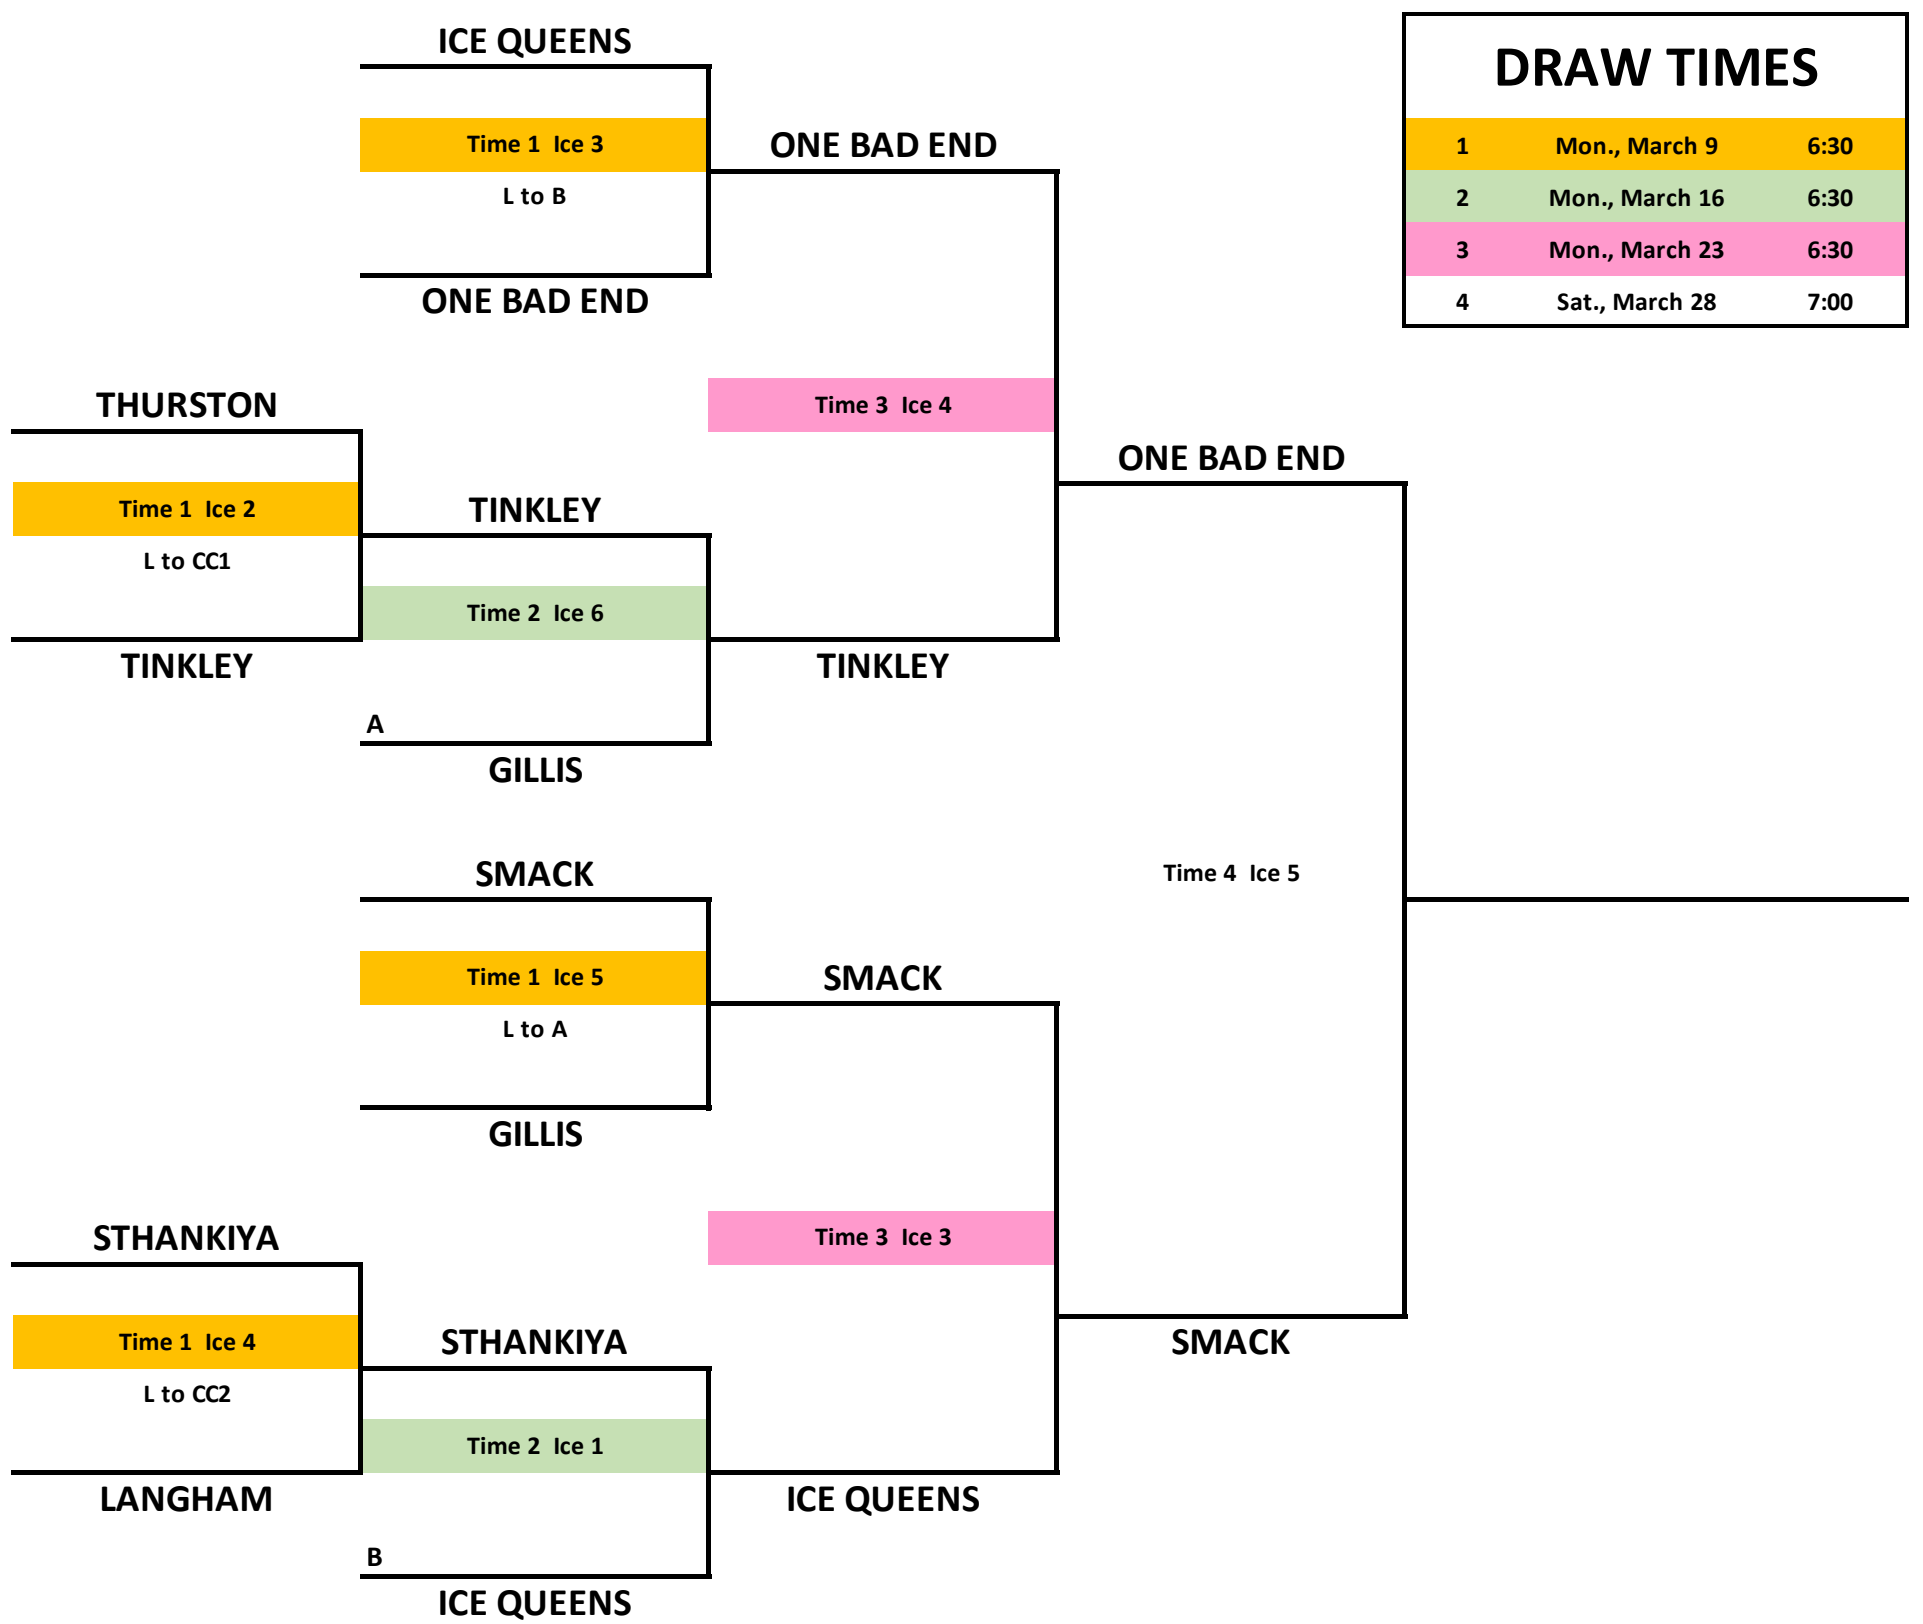 ICE QUEENS
DRAW TIMES
Time 1 Ice 3
ONE BAD END
1 Mon., March 9 6:30
L to B
2 Mon., March 16 6:30
3 Mon., March 23 6:30
ONE BAD END
4 Sat., March 28 7:00
THURSTON
Time 3 Ice 4
ONE BAD END
Time 1 Ice 2
TINKLEY
L to CC1
Time 2 Ice 6
TINKLEY
TINKLEY
A
GILLIS
SMACK
Time 4 Ice 5
Time 1 Ice 5
SMACK
L to A
GILLIS
STHANKIYA
Time 3 Ice 3
Time 1 Ice 4
STHANKIYA
SMACK
L to CC2
Time 2 Ice 1
LANGHAM
ICE QUEENS
B
ICE QUEENS